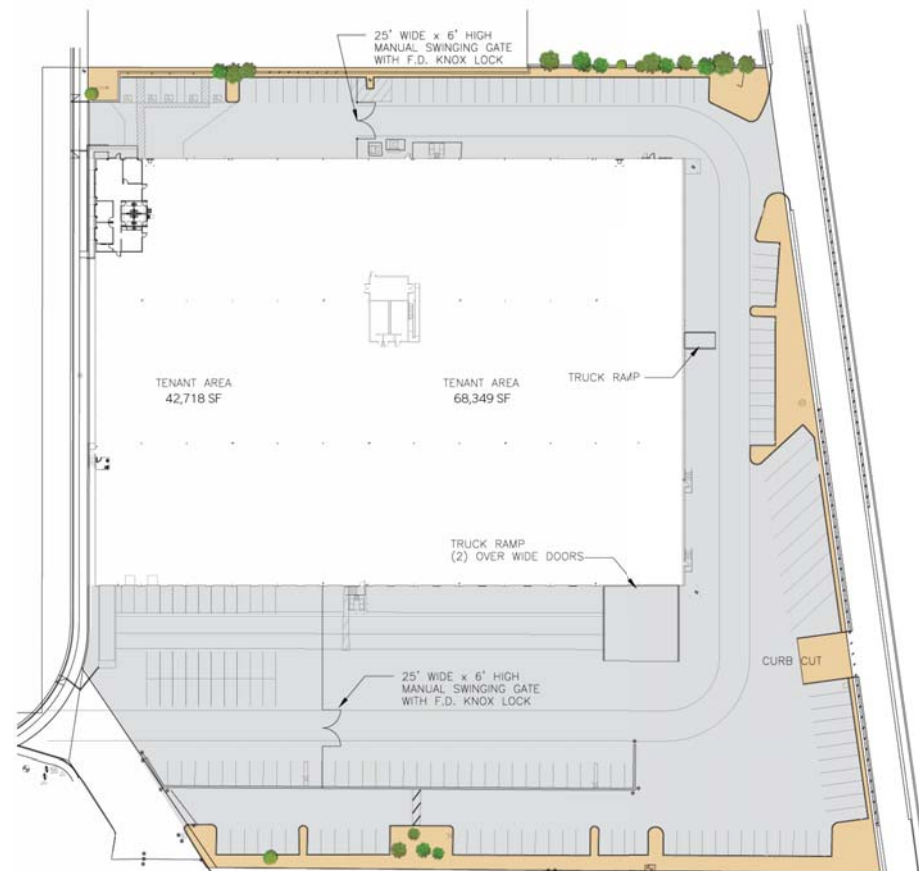 25' WIDE x 6' HIGH
MANUAL SWINGING GATE
WITH F.D. KNOX LOCK
TENANT AREA
42,718 SF
TENANT AREA
68,349 SF
TRUCK RAMP
TRUCK RAMP
(2) OVER WIDE DOORS
CURB CUT
25' WIDE x 6' HIGH
MANUAL SWINGING GATE
WITH F.D. KNOX LOCK